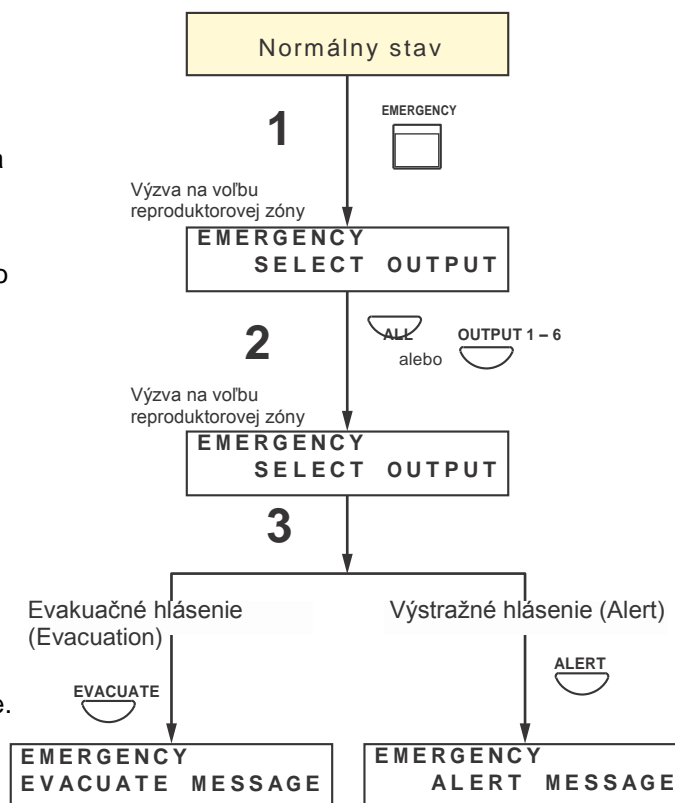 Normálny stav
1
EMERGENCY
Výzva na voľbu
reproduktorovej zóny
EMERGENCY
SELECT OUTPUT
2
ALL
alebo
OUTPUT 1 – 6
Výzva na voľbu
reproduktorovej zóny
EMERGENCY
SELECT OUTPUT
3
Evakuačné hlásenie
(Evacuation)
Výstražné hlásenie (Alert)
EVACUATE
ALERT
e.
EMERGENCY
EVACUATE MESSAGE
EMERGENCY
ALERT MESSAGE